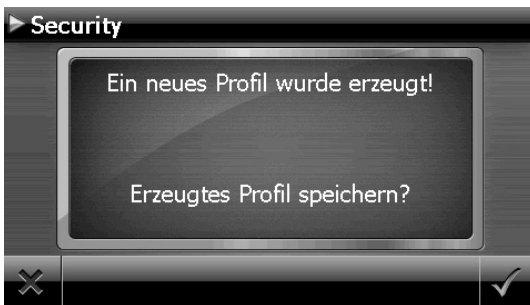 Security
Ein neues Profil wurde erzeugt!
Erzeugtes Profil speichern?